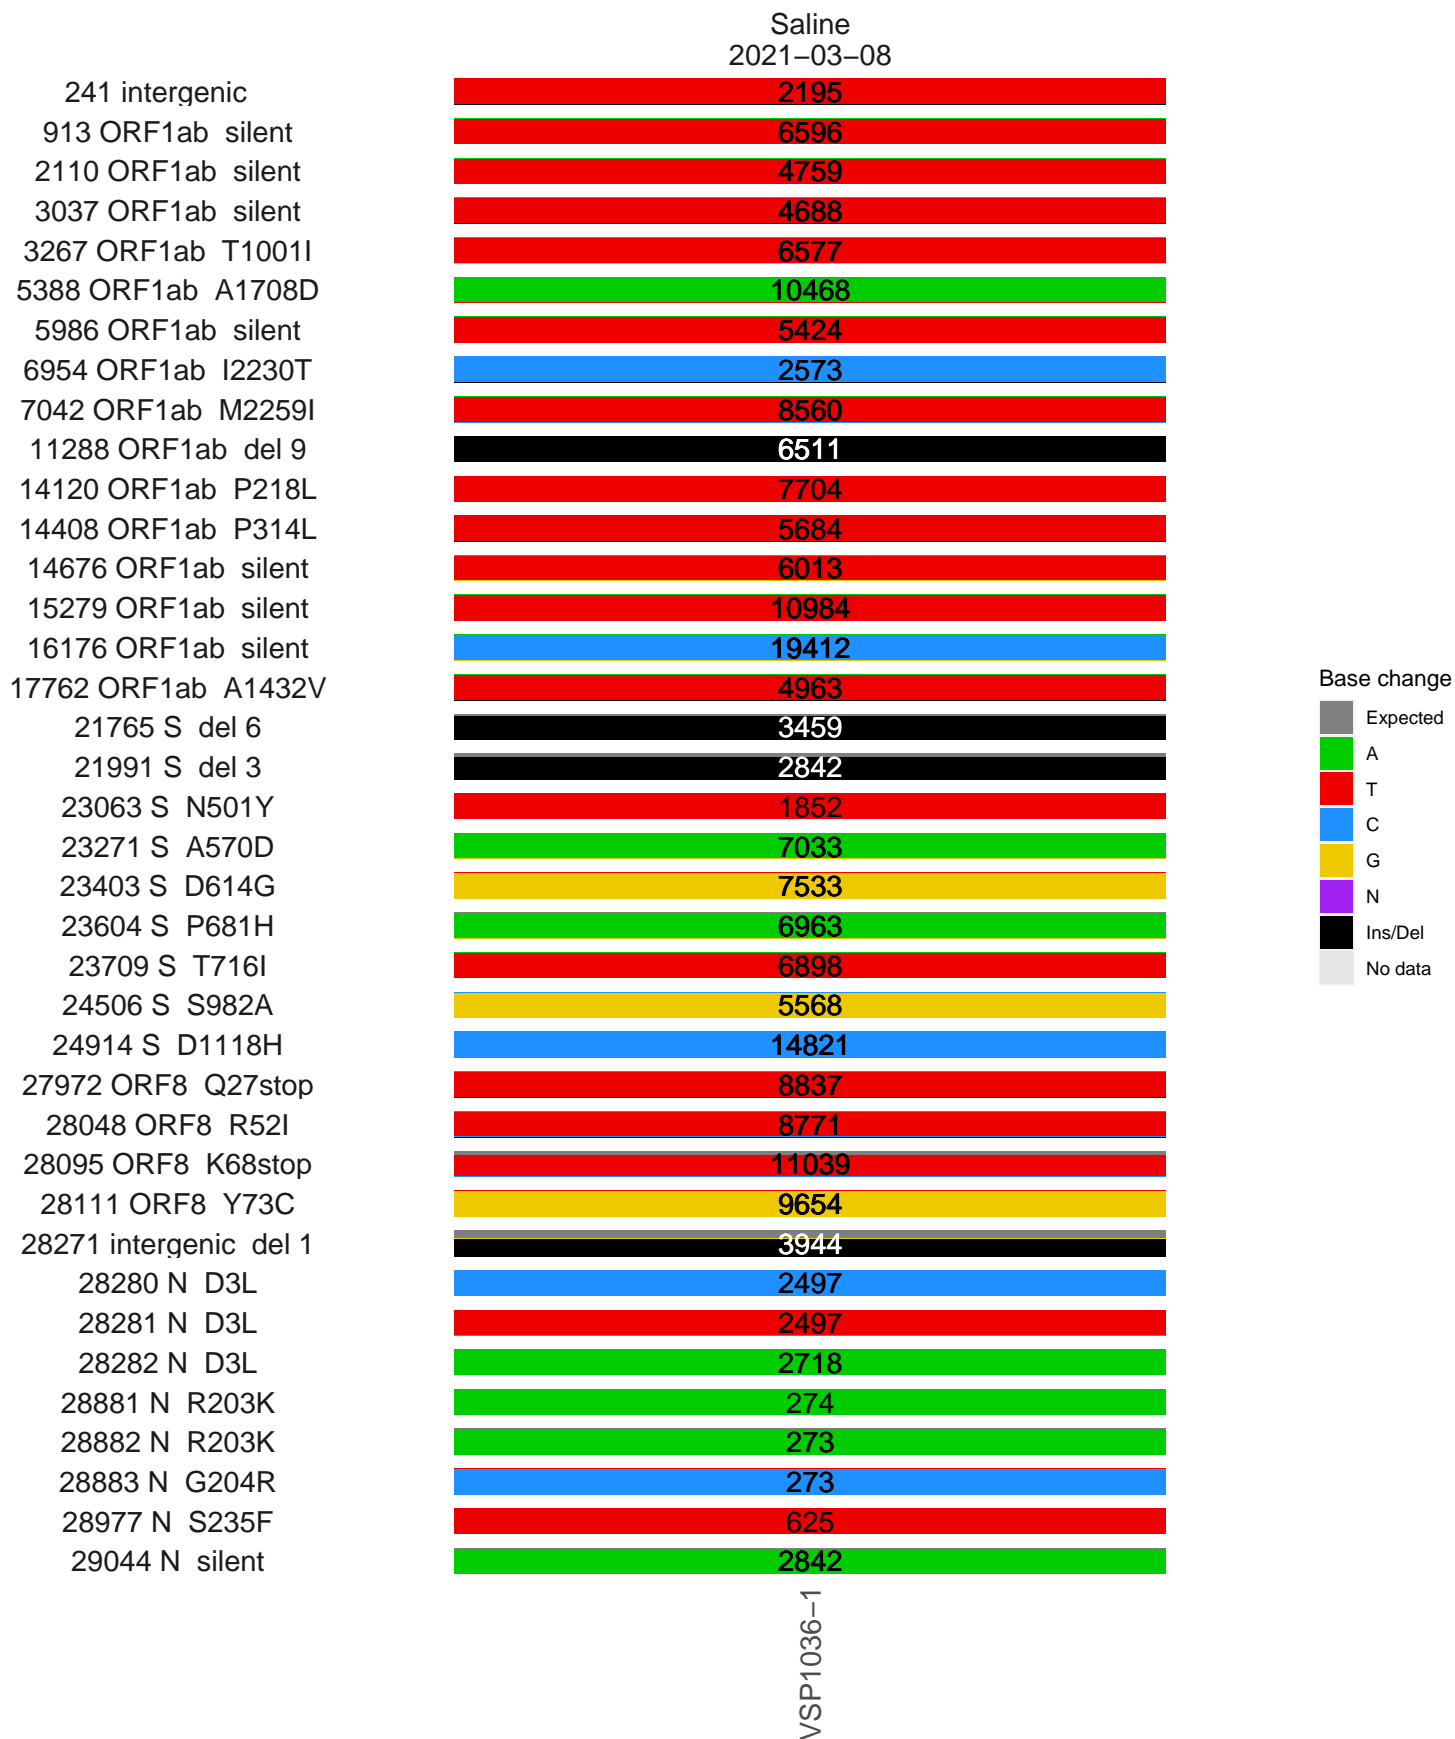 Saline
2021−03−08
241 intergenic 2195
913 ORF1ab silent 6596
2110 ORF1ab silent 4759
3037 ORF1ab silent 4688
3267 ORF1ab T1001I 6577
5388 ORF1ab A1708D 10468
5986 ORF1ab silent 5424
6954 ORF1ab I2230T 2573
7042 ORF1ab M2259I 8560
11288 ORF1ab del 9 6511
14120 ORF1ab P218L 7704
14408 ORF1ab P314L 5684
14676 ORF1ab silent 6013
15279 ORF1ab silent 10984
16176 ORF1ab silent 19412
17762 ORF1ab A1432V 4963
21765 S del 6 3459
21991 S del 3 2842
23063 S N501Y 1852
23271 S A570D 7033
23403 S D614G 7533
23604 S P681H 6963
23709 S T716I 6898
24506 S S982A 5568
24914 S D1118H 14821
27972 ORF8 Q27stop 8837
28048 ORF8 R52I 8771
28095 ORF8 K68stop 11039
28111 ORF8 Y73C 9654
28271 intergenic del 1 3944
28280 N D3L 2497
28281 N D3L 2497
28282 N D3L 2718
28881 N R203K 274
28882 N R203K 273
28883 N G204R 273
28977 N S235F 625
29044 N silent 2842
VSP1036−1
Base change
Expected
A
T
C
G
N
Ins/Del
No data